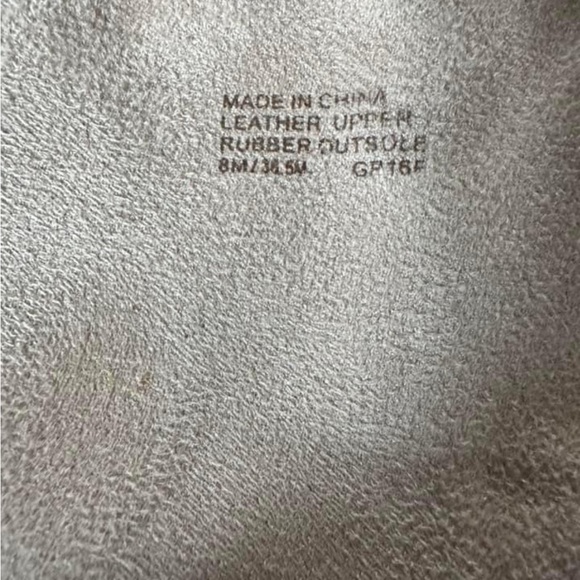 MADE IN CHINA
LEATHER UPPER
RUBBER OUTSOLE
8M/38.5M GP16F